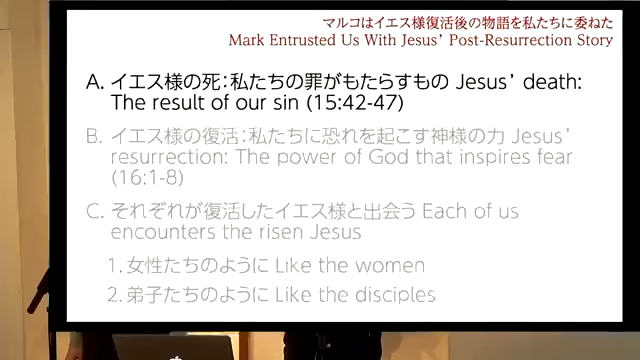 マルコはイエス様復活後の物語を私たちに委ねた
Mark Entrusted Us With Jesus’ Post-Resurrection Story
A. イエス様の死：私たちの罪がもたらすもの Jesus’ death:
The result of our sin (15:42-47)
B. イエス様の復活：私たちに恐れを起こす神様の力 Jesus’
resurrection: The power of God that inspires fear
(16:1-8)
C. それぞれが復活したイエス様と出会う Each of us
encounters the risen Jesus
1. 女性たちのように Like the women
2. 弟子たちのように Like the disciples